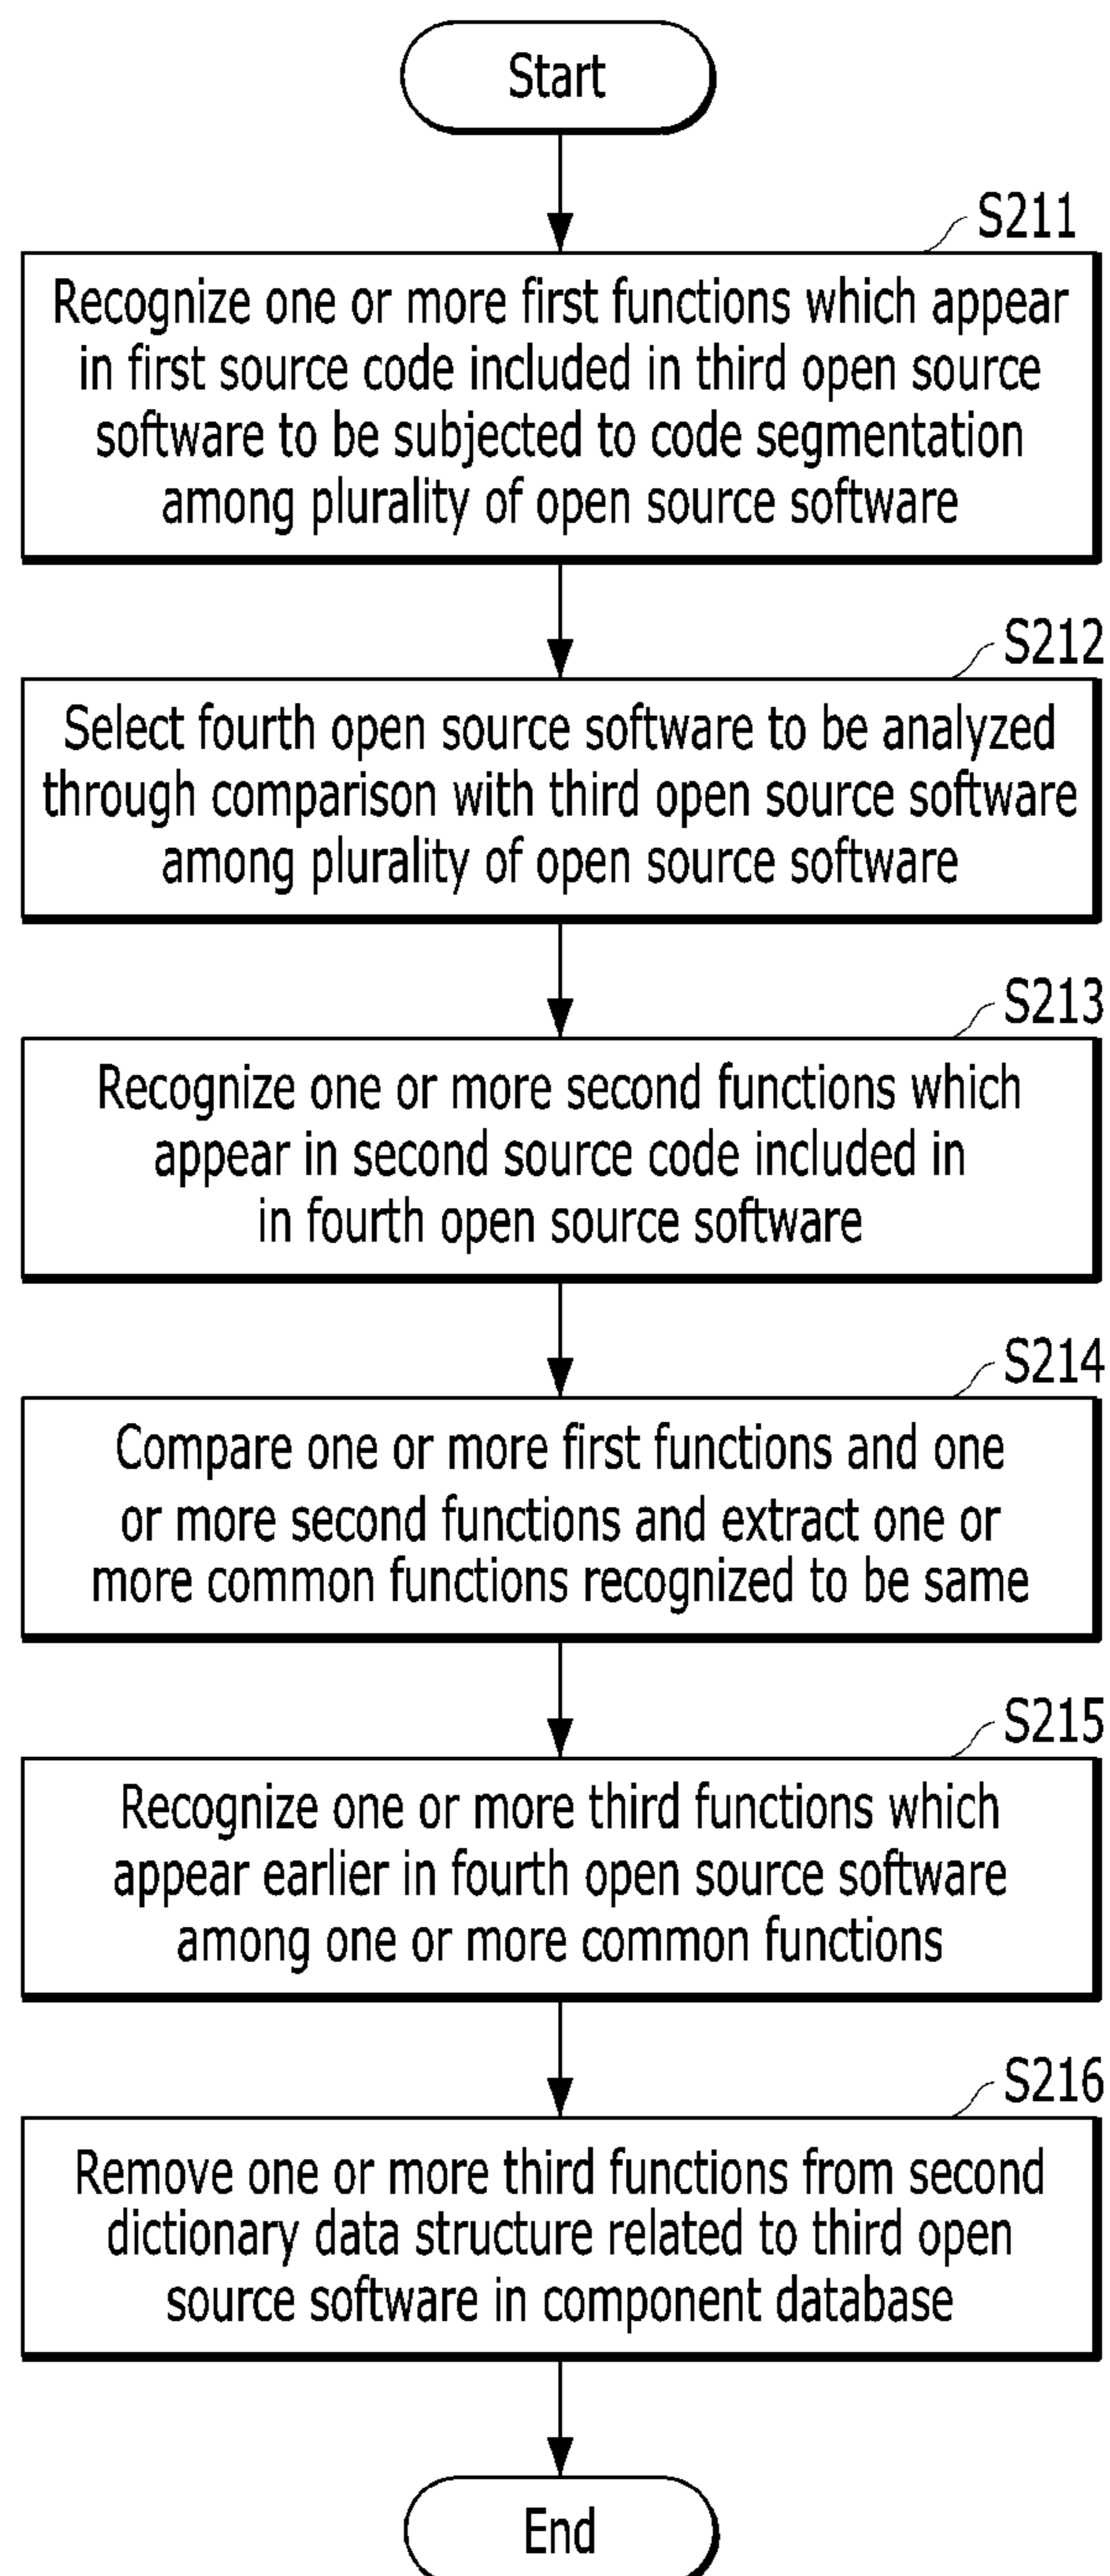 Start
S211
Recognize one or more first functions which appear
in first source code included in third open source
software to be subjected to code segmentation
among plurality of open source software
S212
Select fourth open source software to be analyzed
through comparison with third open source software
among plurality of open source software
S213
Recognize one or more second functions which
appear in second source code included in
in fourth open source software
S214
Compare one or more first functions and one
or more second functions and extract one or
more common functions recognized to be same
S215
Recognize one or more third functions which
appear earlier in fourth open source software
among one or more common functions
S216
Remove one or more third functions from second
dictionary data structure related to third open
source software in component database
End